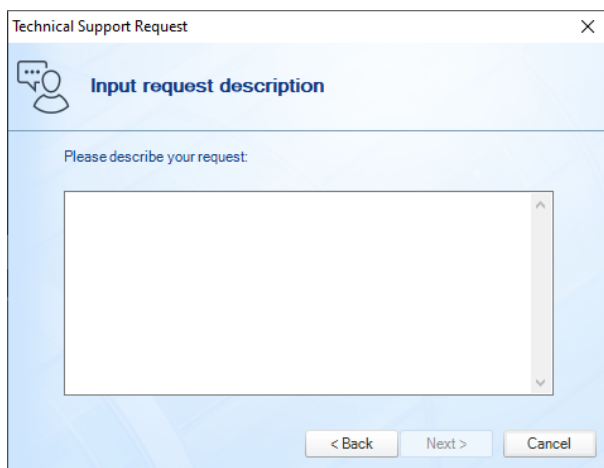 Technical Support Request
Input request description
Please describe your request:
< Back Next > Cancel